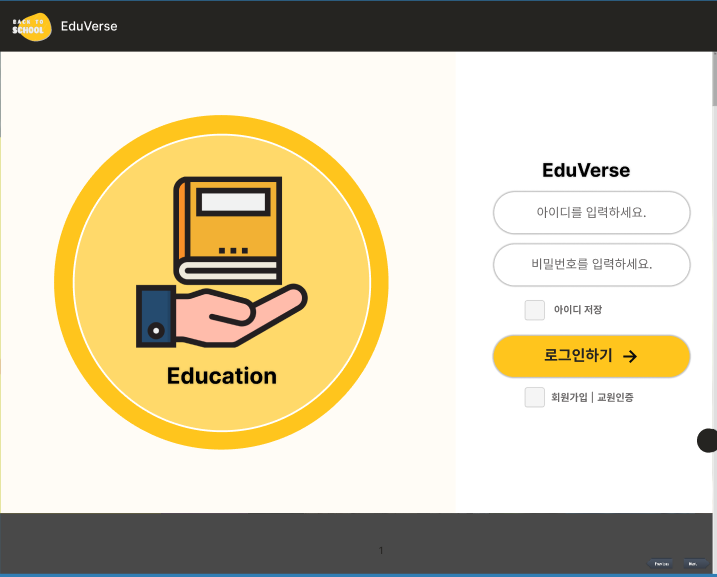 BACK TO
SCHOOL
EduVerse
EduVerse
아이디를 입력하세요.
비밀번호를 입력하세요.
아이디 저장
로그인하기
회원가입 | 교원인증
Education
1
Previous